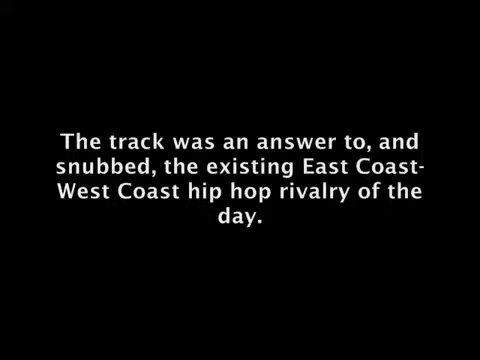 The track was an answer to, and
snubbed, the existing East Coast-
West Coast hip hop rivalry of the
day.